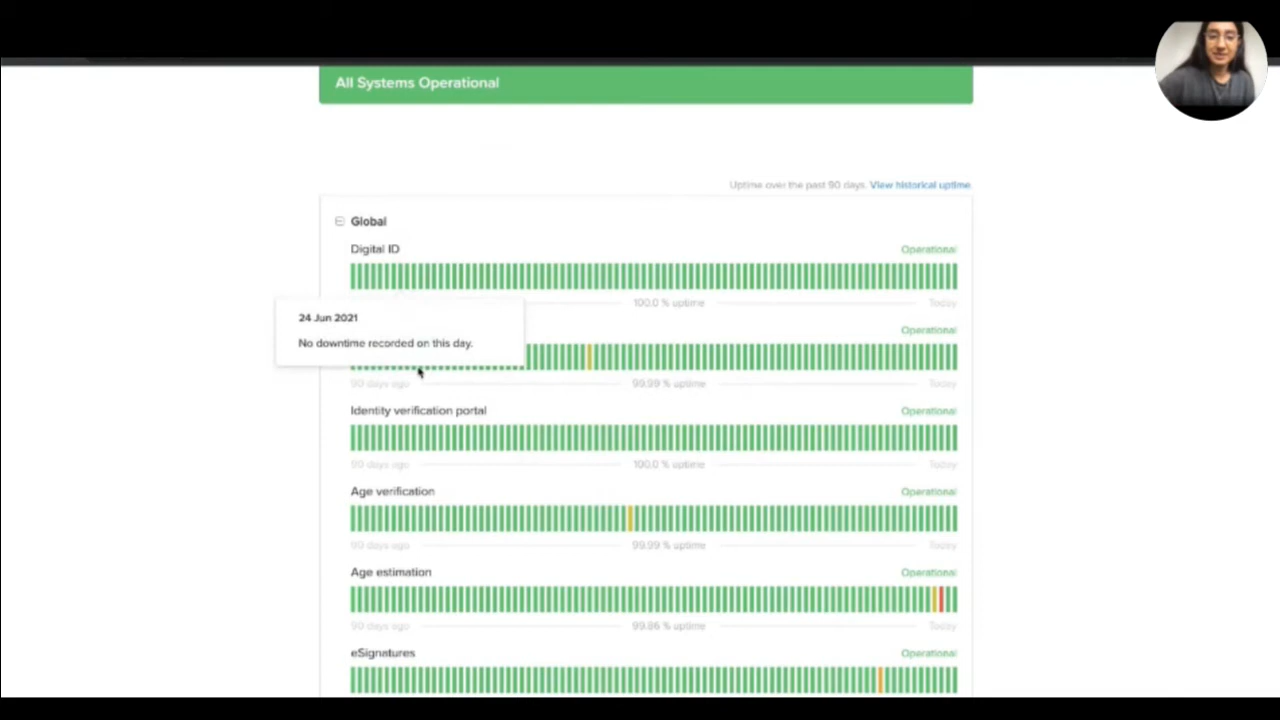 All Systems Operational
Uptime over the past 90 days. View historical uptime
Global
Digital ID Operational
100.0 % uptime Today
24 Jun 2021
No downtime recorded on this day.
Operational
90 days ago 99.99 % uptime Today
Identity verification portal Operational
90 days ago 100.0 % uptime Today
Age verification Operational
90 days ago 99.99 % uptime Today
Age estimation Operational
90 days ago 99.86 % uptime Today
eSignatures Operational